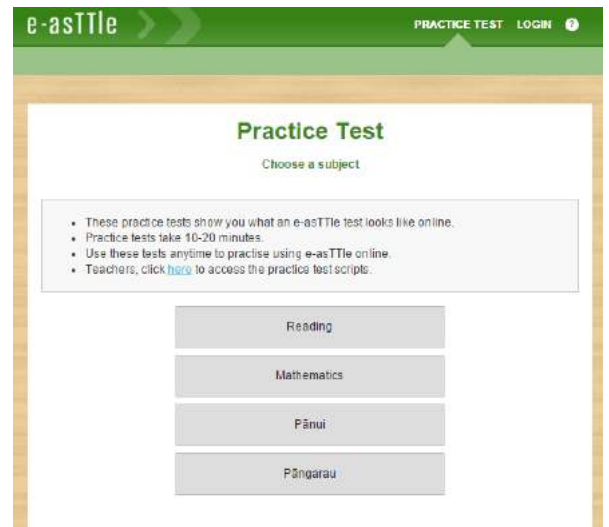 e-asTTle
PRACTICE TEST LOGIN ?
Practice Test
Choose a subject
• These practice tests show you what an e-asTTle test looks like online.
• Practice tests take 10-20 minutes.
• Use these tests anytime to practise using e-asTTle online.
• Teachers, click here to access the practice test scripts.
Reading
Mathematics
Pānui
Pāngarau